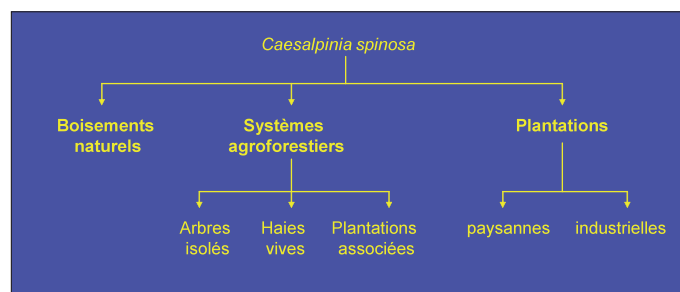 Caesalpinia spinosa
Boisements
naturels
Systèmes
agroforestiers
Plantations
Arbres
isolés
Haies
vives
Plantations
associées
paysannes
industrielles